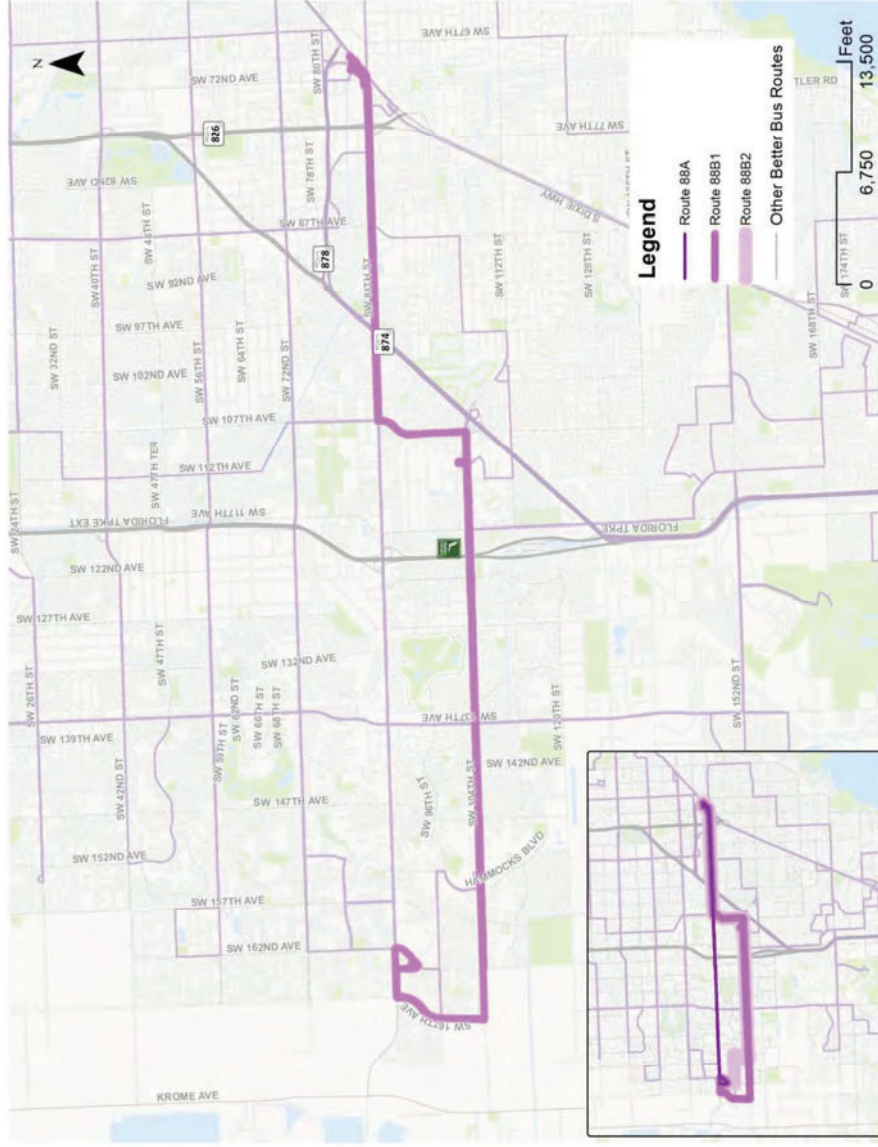 N
SW 24TH ST
SW 26TH ST
SW 32ND ST
SW 40TH ST
SW 42ND ST
SW 47TH ST
SW 47TH TER
SW 48TH ST
SW 56TH ST
SW 59TH ST
SW 62ND ST
SW 64TH ST
SW 66TH ST
SW 68TH ST
SW 72ND ST
SW 78TH ST
SW 80TH ST
SW 96TH ST
SW 104TH ST
SW 112TH ST
SW 120TH ST
SW 128TH ST
SW 152ND ST
SW 168TH ST
SW 174TH ST
KROME AVE
SW 167TH AVE
SW 162ND AVE
SW 157TH AVE
SW 152ND AVE
SW 147TH AVE
SW 142ND AVE
SW 139TH AVE
SW 137TH AVE
SW 132ND AVE
SW 127TH AVE
SW 122ND AVE
FLORIDA TPKE EXT
SW 117TH AVE
SW 112TH AVE
SW 107TH AVE
SW 102ND AVE
SW 97TH AVE
SW 92ND AVE
SW 87TH AVE
SW 82ND AVE
SW 77TH AVE
SW 72ND AVE
SW 67TH AVE
HAMMOCKS BLVD
FLORIDA TPKE
S DIXIE HWY
TLER RD
826
878
874
Legend
Route 88A
Route 88B1
Route 88B2
Other Better Bus Routes
Feet
0 6,750 13,500